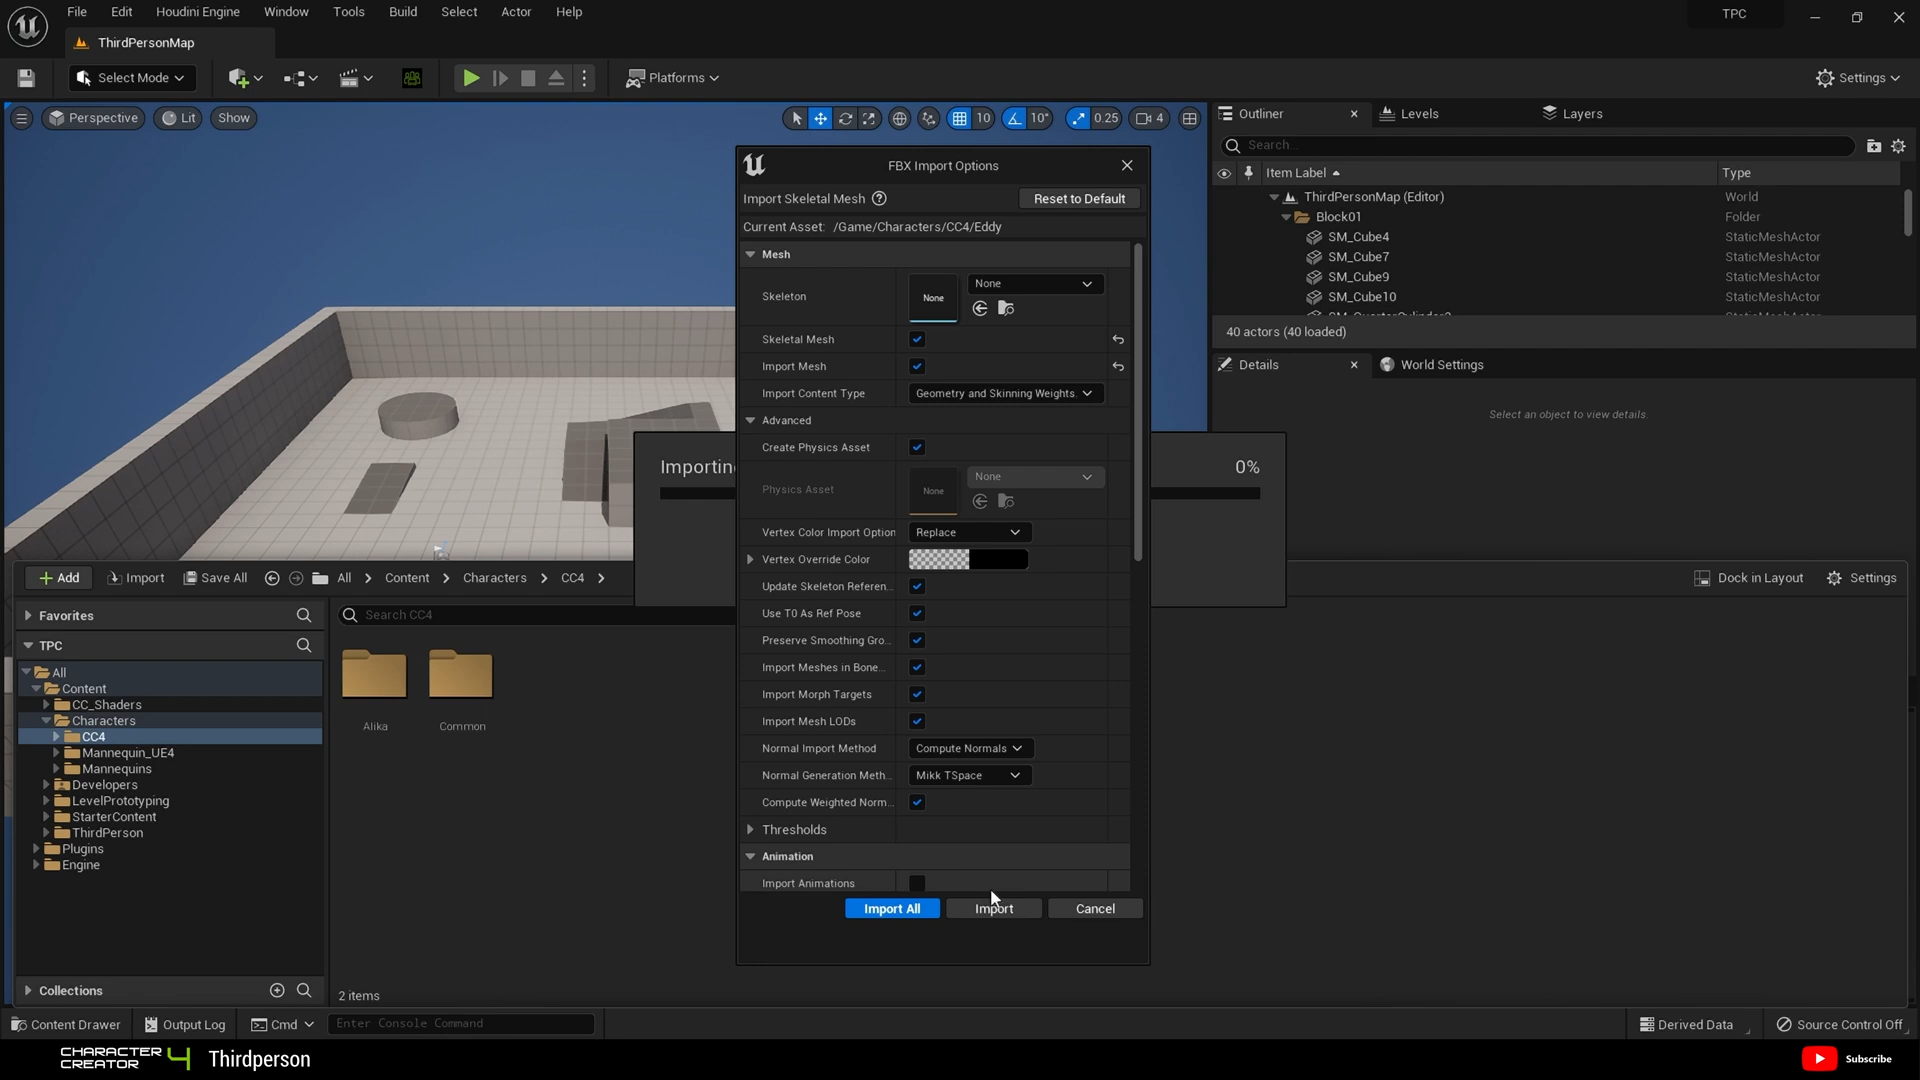 File Edit Houdini Engine Window Tools Build Select Actor Help
TPC
ThirdPersonMap
Select Mode
Platforms
Settings
Perspective Lit Show
10 10° 0.25 4
Outliner Levels Layers
Search...
Item Label Type
ThirdPersonMap (Editor) World
Block01 Folder
SM_Cube4 StaticMeshActor
SM_Cube7 StaticMeshActor
SM_Cube9 StaticMeshActor
SM_Cube10 StaticMeshActor
40 actors (40 loaded)
Details World Settings
Select an object to view details.
FBX Import Options
Import Skeletal Mesh ? Reset to Default
Current Asset: /Game/Characters/CC4/Eddy
Mesh
Skeleton None None
Skeletal Mesh
Import Mesh
Import Content Type Geometry and Skinning Weights.
Advanced
Create Physics Asset
Physics Asset None None
Vertex Color Import Option Replace
Vertex Override Color
Update Skeleton Referen...
Use T0 As Ref Pose
Preserve Smoothing Gro...
Import Meshes in Bone...
Import Morph Targets
Import Mesh LODs
Normal Import Method Compute Normals
Normal Generation Meth... Mikk TSpace
Compute Weighted Norm...
Thresholds
Animation
Import Animations
Import All Import Cancel
Importing 0%
Add Import Save All All Content Characters CC4
Dock in Layout Settings
Favorites
Search CC4
TPC
All
Content
CC_Shaders
Characters
CC4
Mannequin_UE4
Mannequins
Developers
LevelPrototyping
StarterContent
ThirdPerson
Plugins
Engine
Alika Common
Collections
2 items
Content Drawer Output Log Cmd Enter Console Command
Derived Data Source Control Off
CHARACTER CREATOR 4 Thirdperson
Subscribe